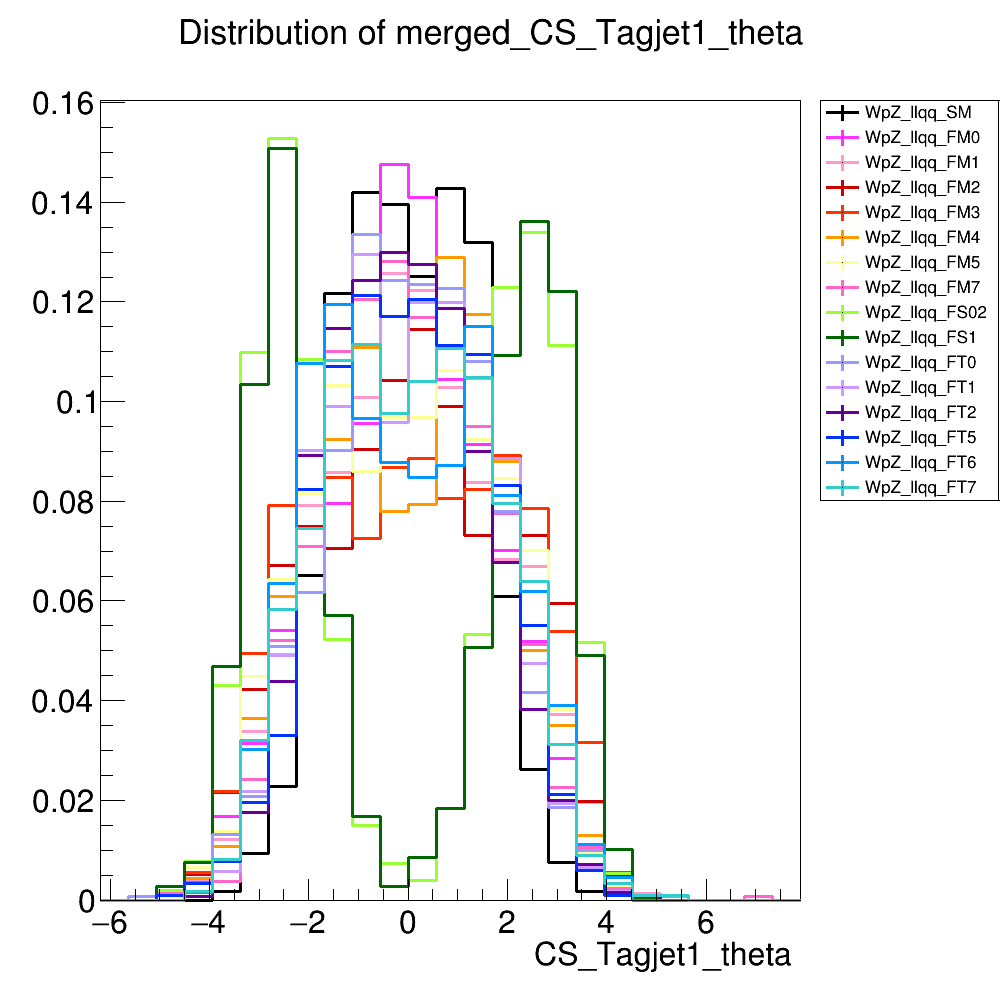 Distribution of merged_CS_Tagjet1_theta
0.16
0.14
0.12
0.1
0.08
0.06
0.04
0.02
0
−6 −4 −2 0 2 4 6
CS_Tagjet1_theta
WpZ_llqq_SM
WpZ_llqq_FM0
WpZ_llqq_FM1
WpZ_llqq_FM2
WpZ_llqq_FM3
WpZ_llqq_FM4
WpZ_llqq_FM5
WpZ_llqq_FM7
WpZ_llqq_FS02
WpZ_llqq_FS1
WpZ_llqq_FT0
WpZ_llqq_FT1
WpZ_llqq_FT2
WpZ_llqq_FT5
WpZ_llqq_FT6
WpZ_llqq_FT7